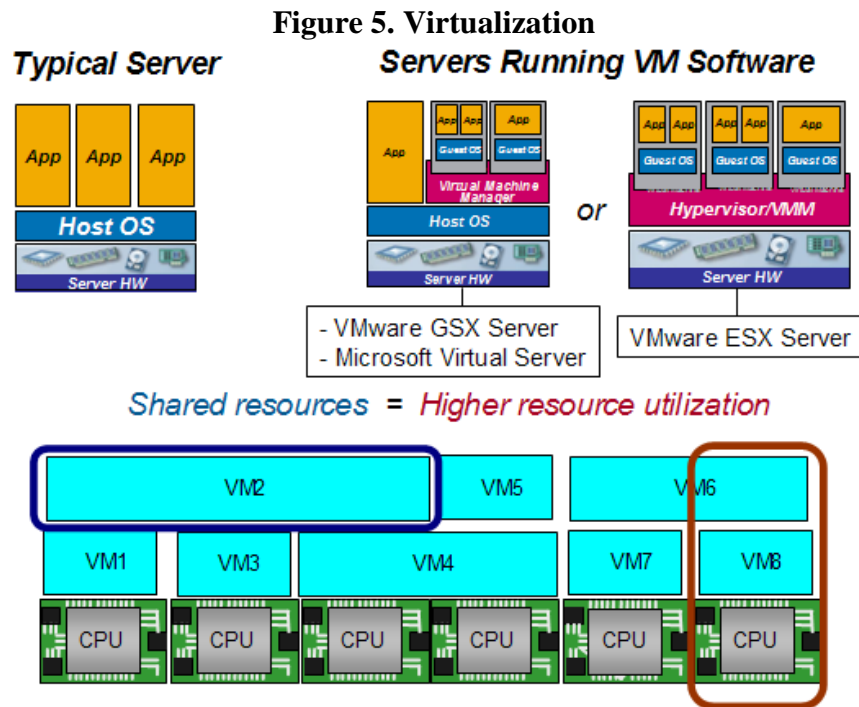 Figure 5. Virtualization
Typical Server
Servers Running VM Software
App App App
Host OS
Server HW
App
App App
App
Guest OS
Guest OS
Virtual Machine
Manager
Host OS
Server HW
or
App App
App App
App
Guest OS
Guest OS
Guest OS
Hypervisor/VMM
Server HW
- VMware GSX Server
- Microsoft Virtual Server
VMware ESX Server
Shared resources = Higher resource utilization
VM2 VM5 VM6
VM1 VM3 VM4 VM7 VM8
CPU CPU CPU CPU CPU CPU